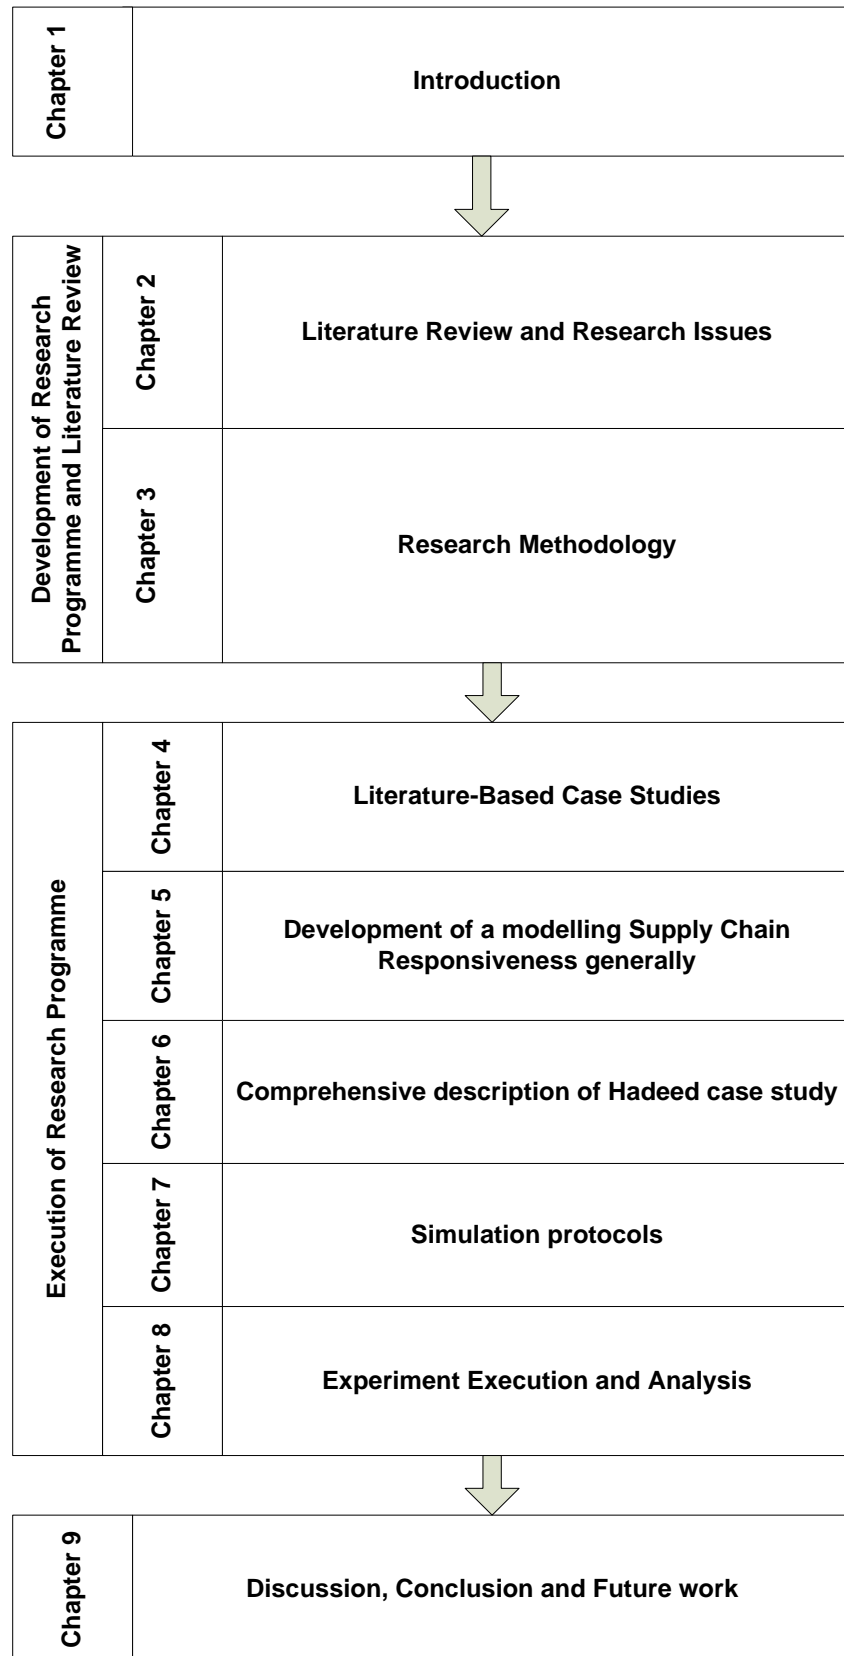 Chapter 1
Introduction
Development of Research
Programme and Literature Review
Chapter 2
Literature Review and Research Issues
Chapter 3
Research Methodology
Execution of Research Programme
Chapter 4
Literature-Based Case Studies
Chapter 5
Development of a modelling Supply Chain
Responsiveness generally
Chapter 6
Comprehensive description of Hadeed case study
Chapter 7
Simulation protocols
Chapter 8
Experiment Execution and Analysis
Chapter 9
Discussion, Conclusion and Future work